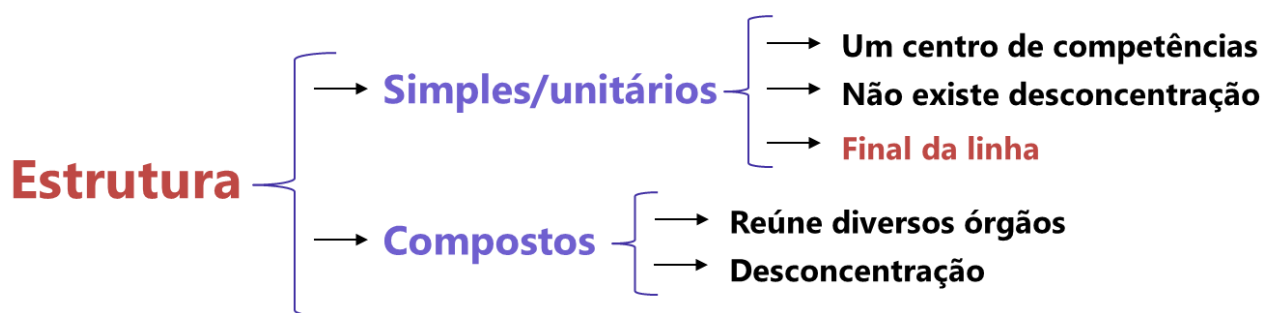 Estrutura
Simples/unitários
Um centro de competências
Não existe desconcentração
Final da linha
Compostos
Reúne diversos órgãos
Desconcentração